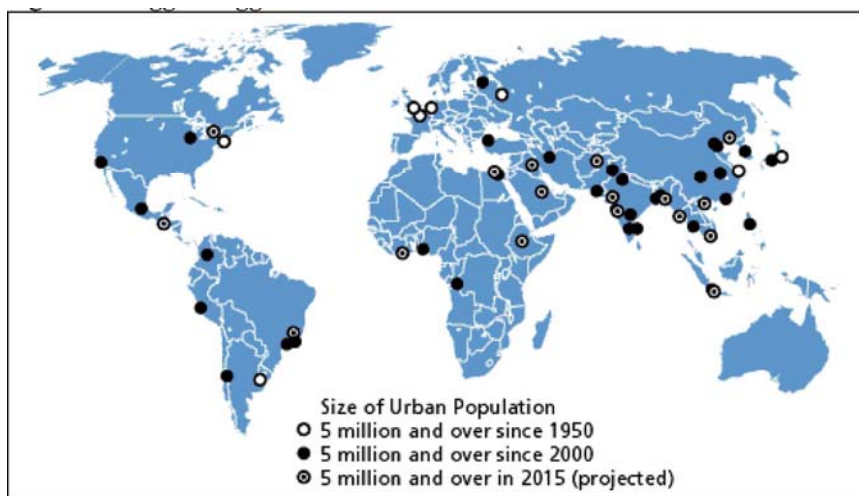 Size of Urban Population
5 million and over since 1950
5 million and over since 2000
5 million and over in 2015 (projected)